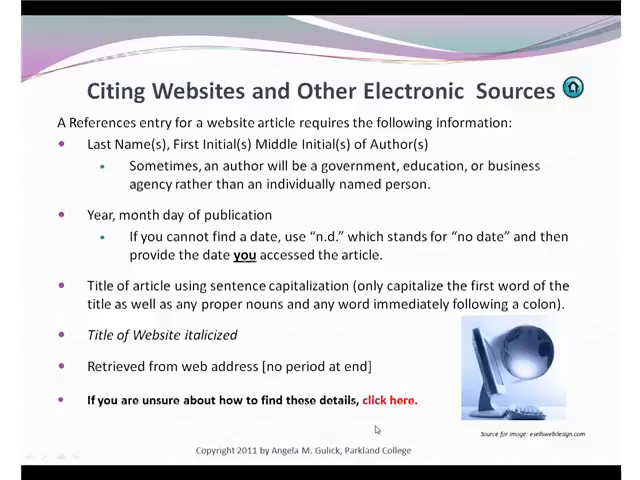 Citing Websites and Other Electronic Sources
A References entry for a website article requires the following information:
Last Name(s), First Initial(s) Middle Initial(s) of Author(s)
Sometimes, an author will be a government, education, or business
agency rather than an individually named person.
Year, month day of publication
If you cannot find a date, use “n.d.” which stands for “no date” and then
provide the date you accessed the article.
Title of article using sentence capitalization (only capitalize the first word of the
title as well as any proper nouns and any word immediately following a colon).
Title of Website italicized
Retrieved from web address [no period at end]
If you are unsure about how to find these details, click here.
Source for image: eseltswebdesign.com
Copyright 2011 by Angela M. Gulick, Parkland College